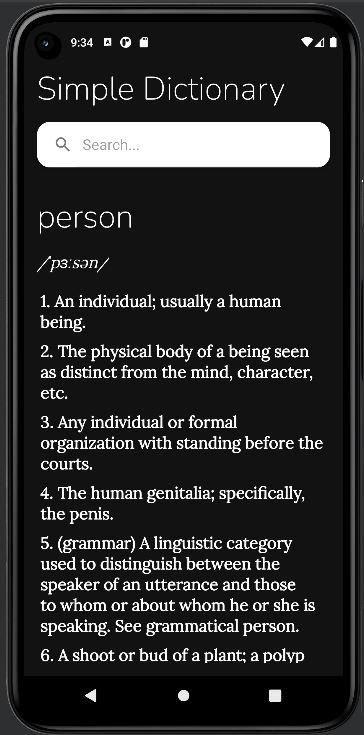 9:34
Simple Dictionary
Search...
person
/ˈpɜːsən/
1. An individual; usually a human
being.
2. The physical body of a being seen
as distinct from the mind, character,
etc.
3. Any individual or formal
organization with standing before the
courts.
4. The human genitalia; specifically,
the penis.
5. (grammar) A linguistic category
used to distinguish between the
speaker of an utterance and those
to whom or about whom he or she is
speaking. See grammatical person.
6. A shoot or bud of a plant; a polyp